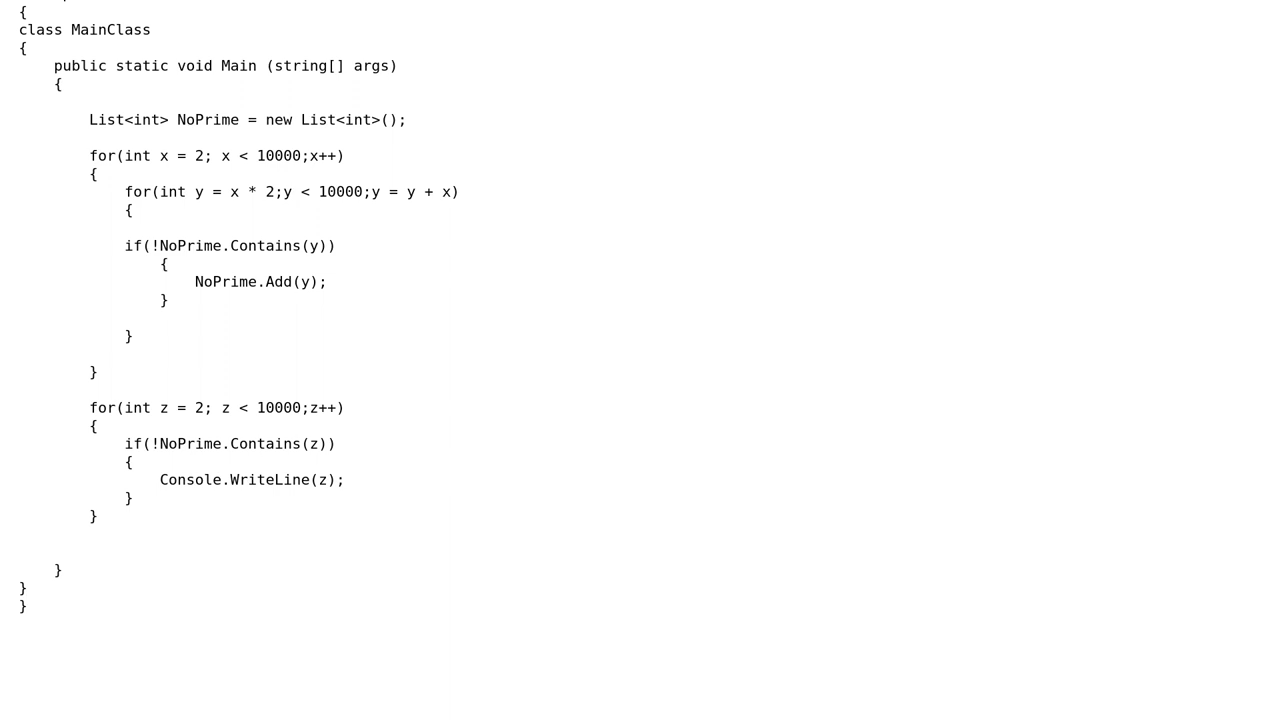 {
class MainClass
{
    public static void Main (string[] args)
    {
        List<int> NoPrime = new List<int>();
        for(int x = 2; x < 10000;x++)
        {
            for(int y = x * 2;y < 10000;y = y + x)
            {
            if(!NoPrime.Contains(y))
                {
                    NoPrime.Add(y);
                }
            }
        }
        for(int z = 2; z < 10000;z++)
        {
            if(!NoPrime.Contains(z))
            {
                Console.WriteLine(z);
            }
        }
    }
}
}